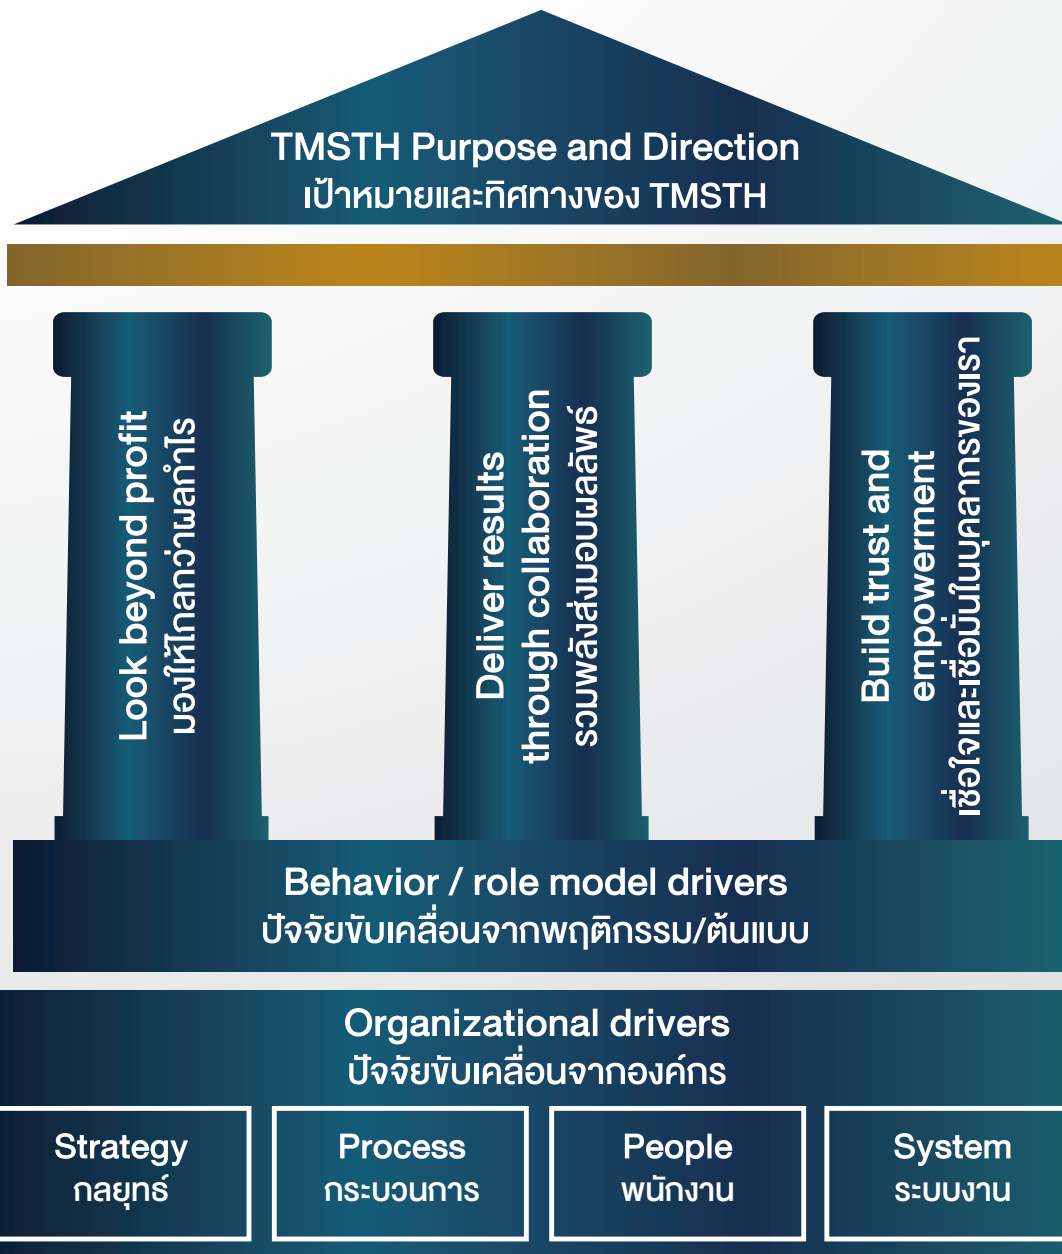 TMSTH Purpose and Direction
เป้าหมายและทิศทางของ TMSTH
Look beyond profit
มองให้ไกลกว่าผลกำไร
Deliver results
through collaboration
รวมพลังส่งมอบผลลัพธ์
Build trust and
empowerment
เชื่อใจและเชื่อมั่นในบุคลากรของเรา
Behavior / role model drivers
ปัจจัยขับเคลื่อนจากพฤติกรรม/ต้นแบบ
Organizational drivers
ปัจจัยขับเคลื่อนจากองค์กร
Strategy
กลยุทธ์
Process
กระบวนการ
People
พนักงาน
System
ระบบงาน